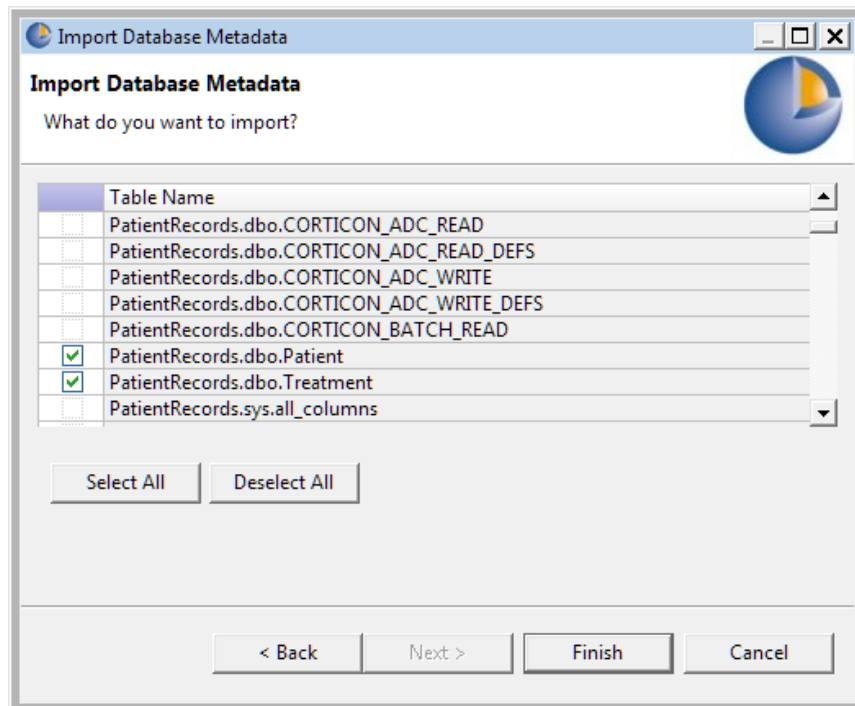 Import Database Metadata
Import Database Metadata
What do you want to import?
Table Name
PatientRecords.dbo.CORTICON_ADC_READ
PatientRecords.dbo.CORTICON_ADC_READ_DEFS
PatientRecords.dbo.CORTICON_ADC_WRITE
PatientRecords.dbo.CORTICON_ADC_WRITE_DEFS
PatientRecords.dbo.CORTICON_BATCH_READ
PatientRecords.dbo.Patient
PatientRecords.dbo.Treatment
PatientRecords.sys.all_columns
Select All Deselect All
< Back Next > Finish Cancel